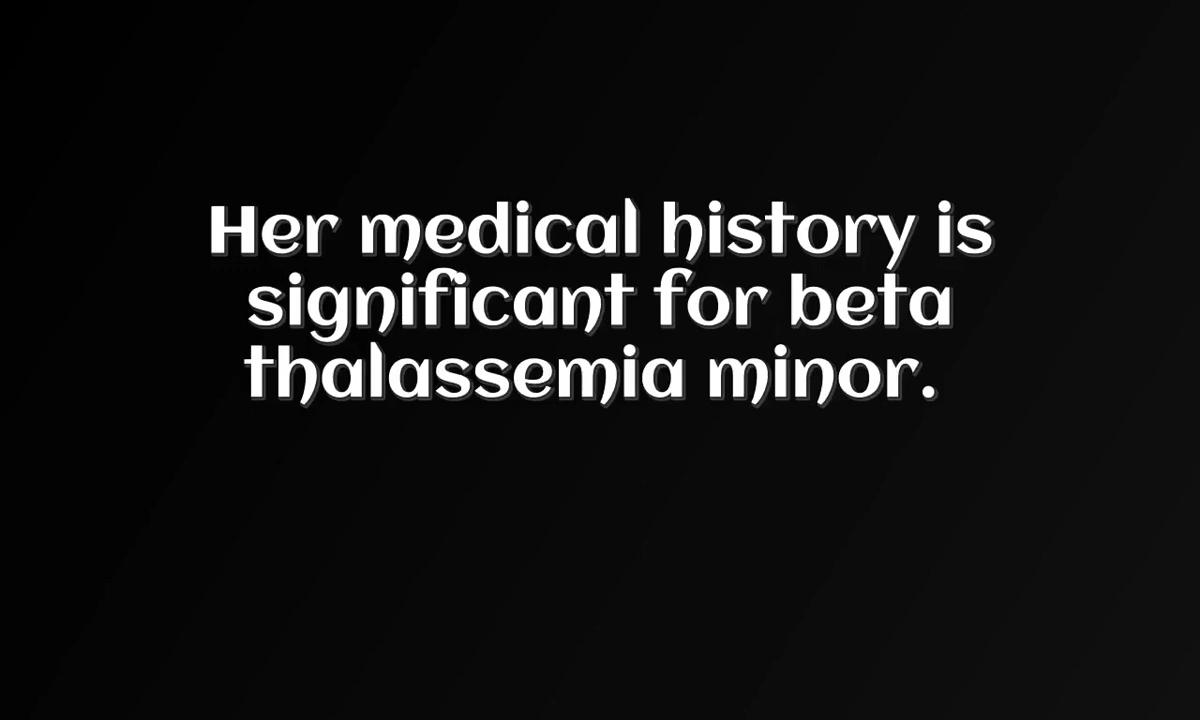 Her medical history is
significant for beta
thalassemia minor.